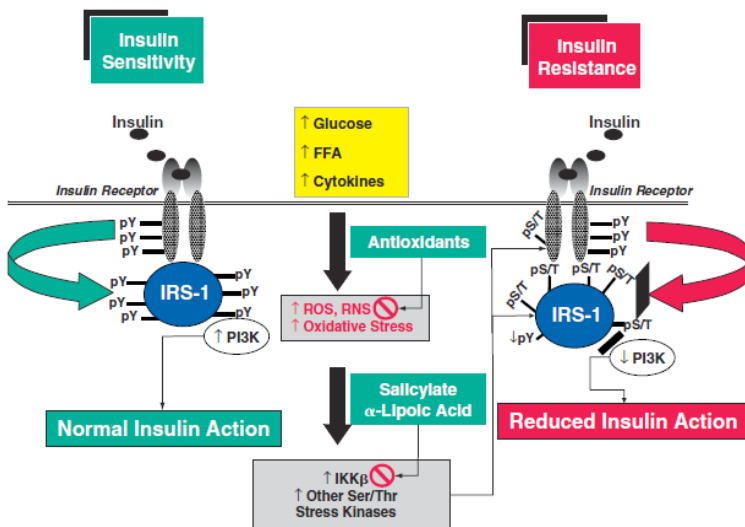 Insulin
Sensitivity
Insulin
Resistance
Insulin
↑ Glucose
↑ FFA
↑ Cytokines
Insulin
Insulin Receptor
Insulin Receptor
pY
pY
pY
pS/T
pY
pY
pY
Antioxidants
pY
pY
pY
IRS-1
pY
pY
pY
↑ PI3K
↑ ROS, RNS
↑ Oxidative Stress
pS/T
pS/T
pS/T
pS/T
IRS-1
pS/T
↓pY
↓ PI3K
Salicylate
α-Lipoic Acid
Normal Insulin Action
Reduced Insulin Action
↑ IKKβ
↑ Other Ser/Thr
Stress Kinases